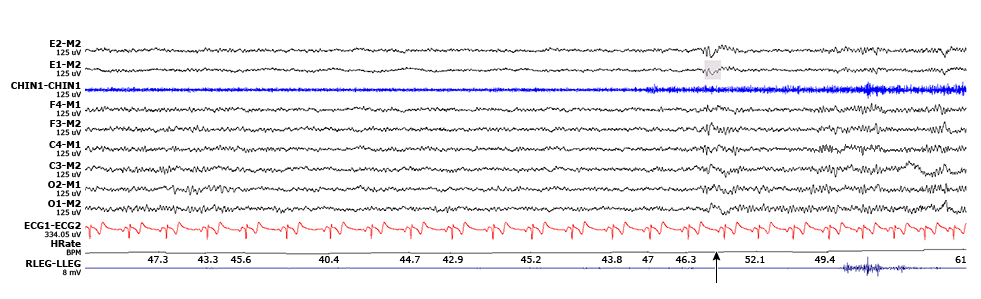 E2-M2
125 uV
E1-M2
125 uV
CHIN1-CHIN1
125 uV
F4-M1
125 uV
F3-M2
125 uV
C4-M1
125 uV
C3-M2
125 uV
O2-M1
125 uV
O1-M2
125 uV
ECG1-ECG2
334.05 uV
HRate
BPM
47.3 43.3 45.6 40.4 44.7 42.9 45.2 43.8 47 46.3 52.1 49.4 61
RLEG-LLEG
8 mV